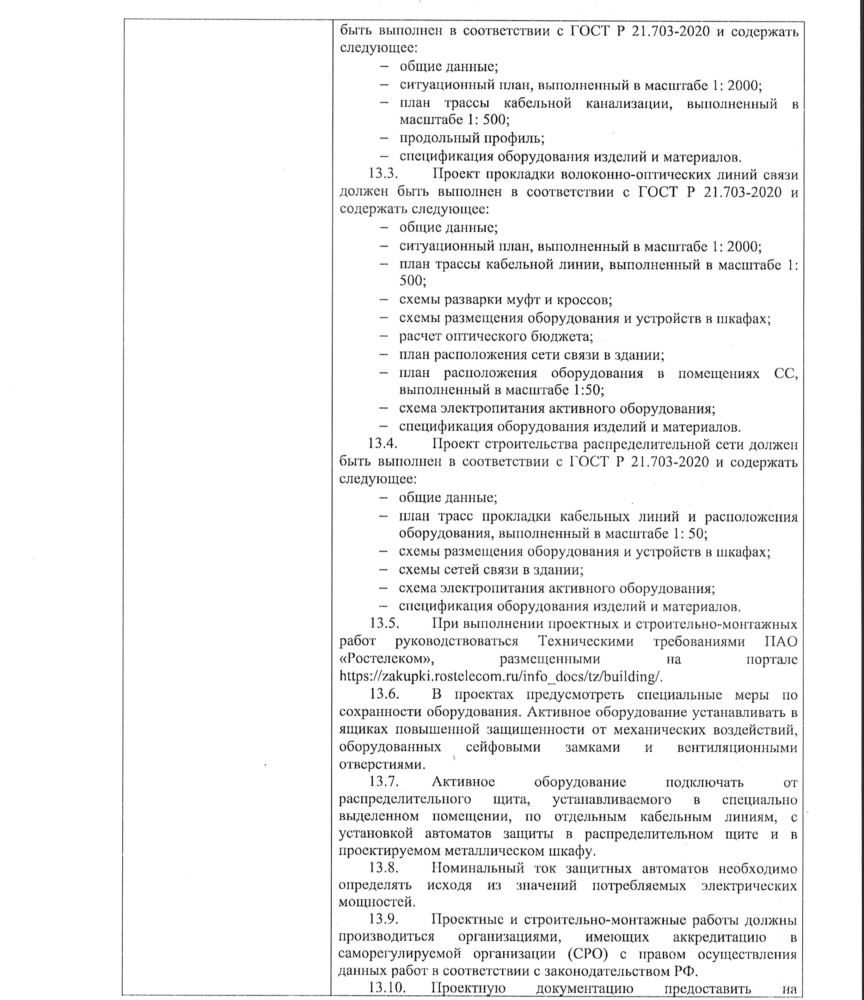 быть выполнен в соответствии с ГОСТ Р 21.703-2020 и содержать
следующее:
– общие данные;
– ситуационный план, выполненный в масштабе 1: 2000;
– план трассы кабельной канализации, выполненный в
масштабе 1: 500;
– продольный профиль;
– спецификация оборудования изделий и материалов.
13.3. Проект прокладки волоконно-оптических линий связи
должен быть выполнен в соответствии с ГОСТ Р 21.703-2020 и
содержать следующее:
– общие данные;
– ситуационный план, выполненный в масштабе 1: 2000;
– план трассы кабельной линии, выполненный в масштабе 1:
500;
– схемы разварки муфт и кроссов;
– схемы размещения оборудования и устройств в шкафах;
– расчет оптического бюджета;
– план расположения сети связи в здании;
– план расположения оборудования в помещениях СС,
выполненный в масштабе 1:50;
– схема электропитания активного оборудования;
– спецификация оборудования изделий и материалов.
13.4. Проект строительства распределительной сети должен
быть выполнен в соответствии с ГОСТ Р 21.703-2020 и содержать
следующее:
– общие данные;
– план трасс прокладки кабельных линий и расположения
оборудования, выполненный в масштабе 1: 50;
– схемы размещения оборудования и устройств в шкафах;
– схемы сетей связи в здании;
– схема электропитания активного оборудования;
– спецификация оборудования изделий и материалов.
13.5. При выполнении проектных и строительно-монтажных
работ руководствоваться Техническими требованиями ПАО
«Ростелеком», размещенными на портале
https://zakupki.rostelecom.ru/info_docs/tz/building/.
13.6. В проектах предусмотреть специальные меры по
сохранности оборудования. Активное оборудование устанавливать в
ящиках повышенной защищенности от механических воздействий,
оборудованных сейфовыми замками и вентиляционными
отверстиями.
13.7. Активное оборудование подключать от
распределительного щита, устанавливаемого в специально
выделенном помещении, по отдельным кабельным линиям, с
установкой автоматов защиты в распределительном щите и в
проектируемом металлическом шкафу.
13.8. Номинальный ток защитных автоматов необходимо
определять исходя из значений потребляемых электрических
мощностей.
13.9. Проектные и строительно-монтажные работы должны
производиться организациями, имеющих аккредитацию в
саморегулируемой организации (СРО) с правом осуществления
данных работ в соответствии с законодательством РФ.
13.10. Проектную документацию предоставить на